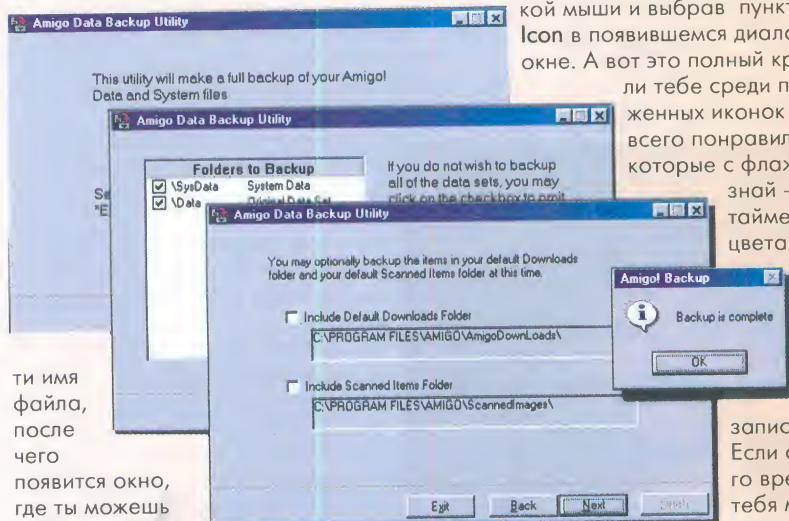 Amigo Data Backup Utility
This utility will make a full backup of your Amigo!
Data and System files
Amigo Data Backup Utility
Folders to Backup
\SysData System Data
\Data Original Data Set
If you do not wish to backup
all of the data sets, you may
click on the checkbox to omit
Amigo Data Backup Utility
You may optionally backup the items in your default Downloads
folder and your default Scanned Items folder at this time.
Include Default Downloads Folder
C:\PROGRAM FILES\AMIGO\AmigoDownLoads\
Include Scanned Items Folder
C:\PROGRAM FILES\AMIGO\ScannedImages\
Exit Back Next
Amigo! Backup
Backup is complete
OK
ти имя
файла,
после
чего
появится окно,
где ты можешь
кой мыши и выбрав пункт
Icon в появившемся диало
окне. А вот это полный кр
ли тебе среди п
женных иконок
всего понравил
которые с флаж
знай –
тайме
цвета
запис
Если
го вре
тебя м